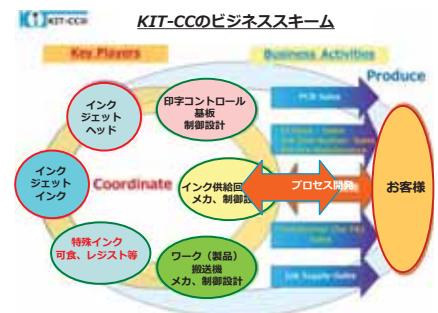 KIT-CC㈱
KIT-CCのビジネススキーム
Key Players
Business Activities
Produce
インク
ジェット
ヘッド
印字コントロール
基板
制御設計
PCB Sales
インク
ジェット
インク
Coordinate
インク供給回
メカ、制御設
プロセス開発
お客様
特殊インク
可食、レジスト等
ワーク（製品）
搬送機
メカ、制御設計
Ink Supply Sales